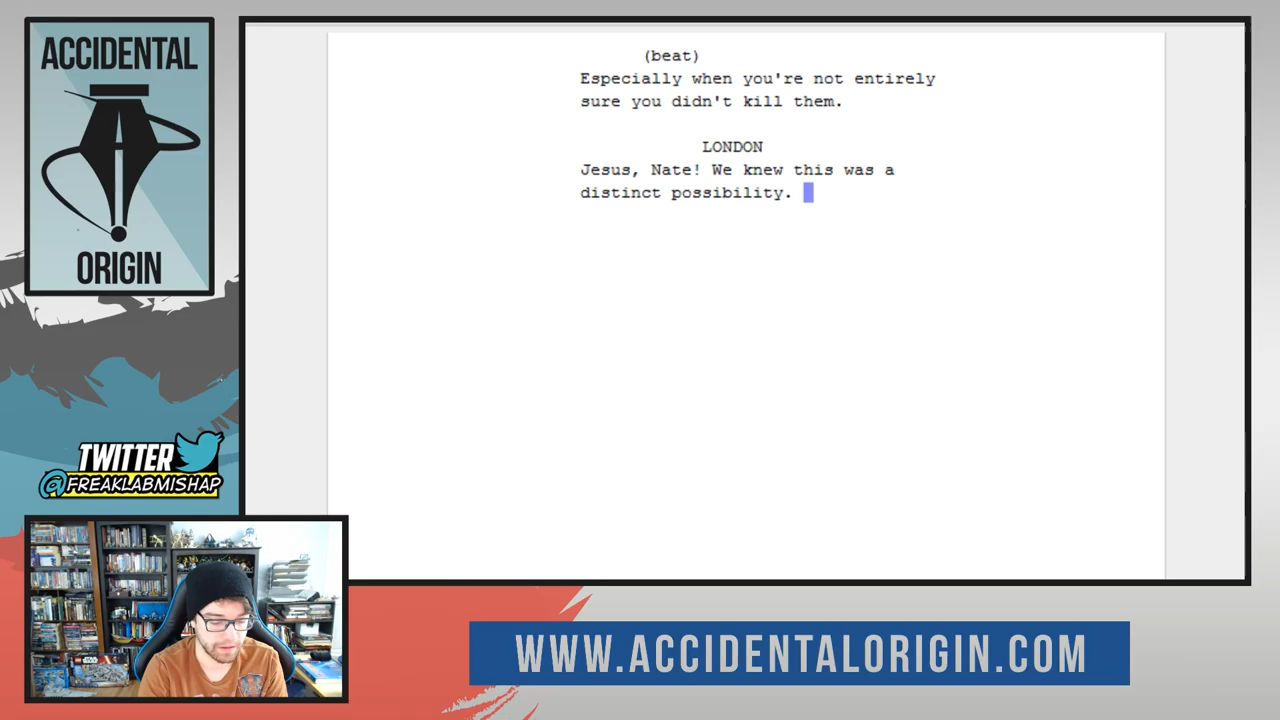 ACCIDENTAL
ORIGIN
(beat)
Especially when you're not entirely
sure you didn't kill them.
LONDON
Jesus, Nate! We knew this was a
distinct possibility.
TWITTER
@FREAKLABMISHAP
WWW.ACCIDENTALORIGIN.COM